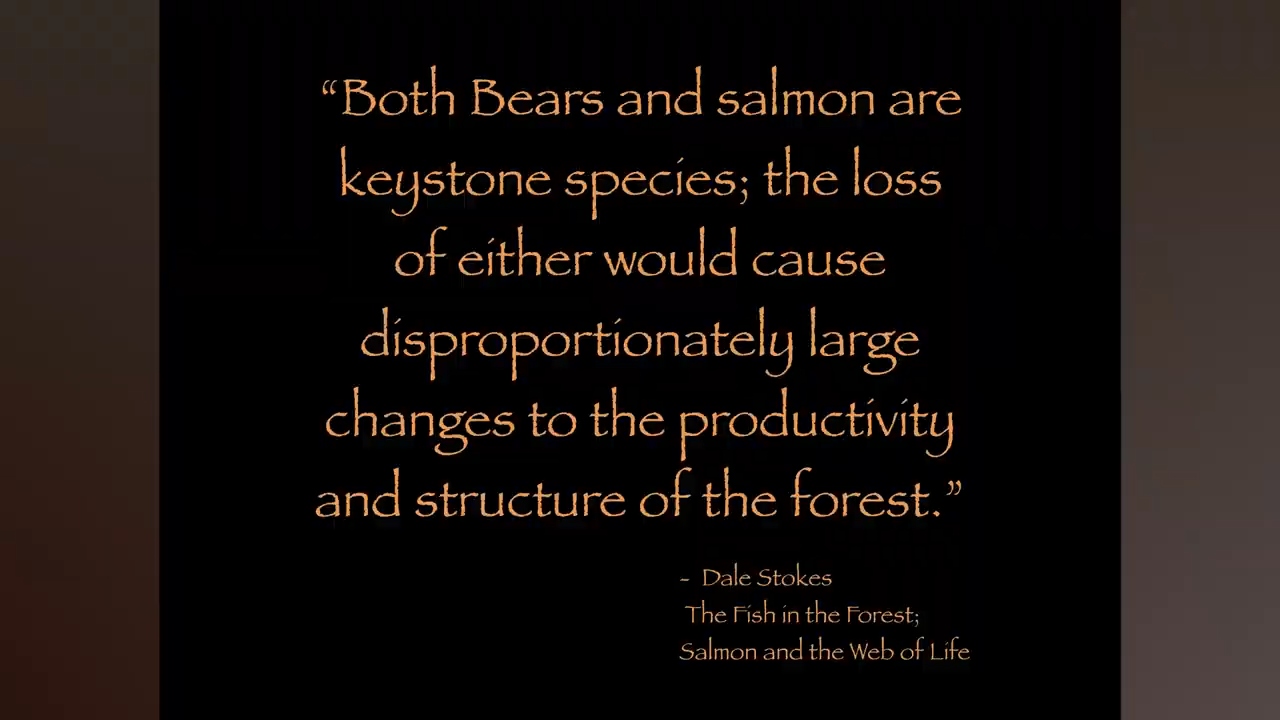 “Both Bears and salmon are
keystone species; the loss
of either would cause
disproportionately large
changes to the productivity
and structure of the forest.”
- Dale Stokes
The Fish in the Forest;
Salmon and the Web of Life